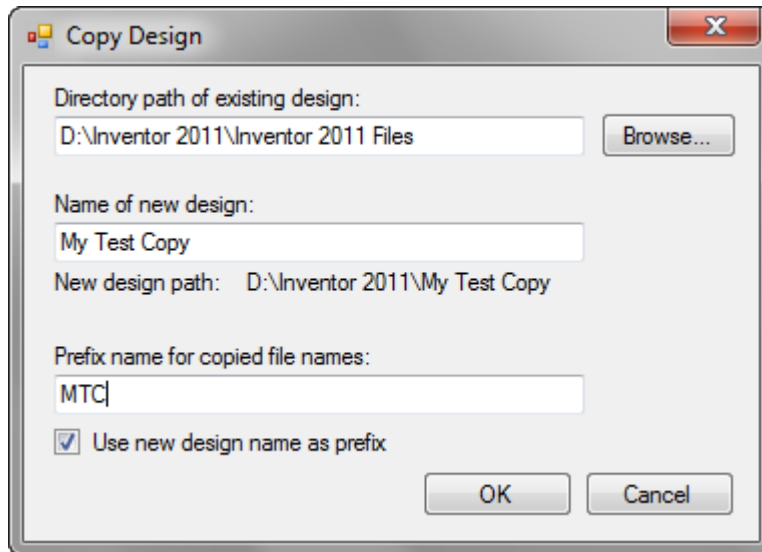 Copy Design
Directory path of existing design:
D:\Inventor 2011\Inventor 2011 Files
Browse...
Name of new design:
My Test Copy
New design path: D:\Inventor 2011\My Test Copy
Prefix name for copied file names:
MTC
Use new design name as prefix
OK Cancel